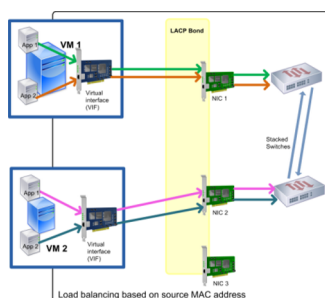 LACP Bond
App 1
VM 1
App 2
Virtual
interface
(VIF)
NIC 1
Stacked
Switches
App 1
App 2
VM 2
Virtual
interface
(VIF)
NIC 2
NIC 3
Load balancing based on source MAC address